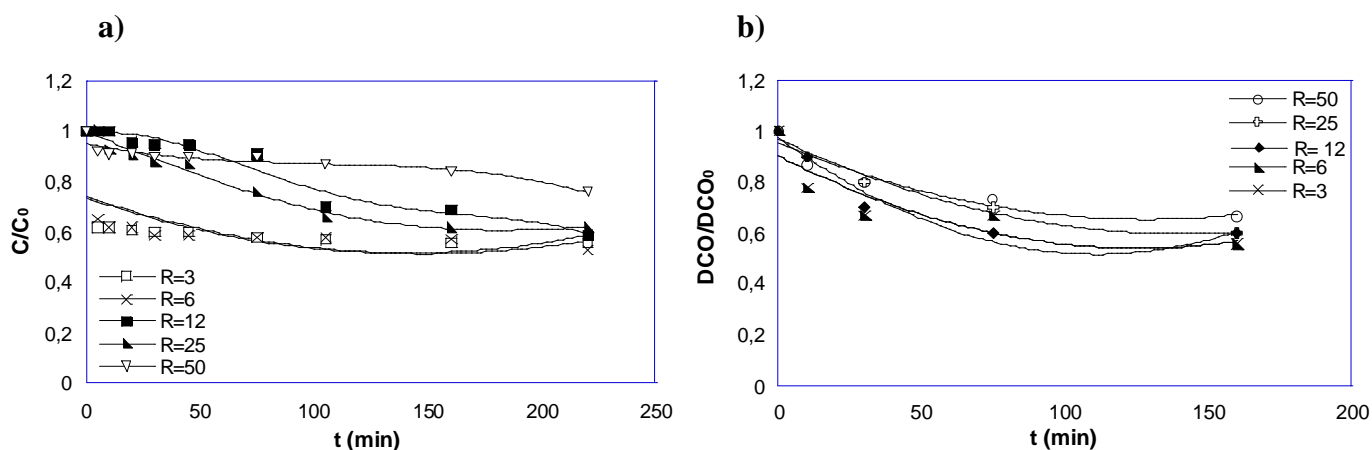 a)
C/C₀
1,2
1
0,8
0,6
0,4
0,2
0
R=3
R=6
R=12
R=25
R=50
0 50 100 150 200 250
t (min)
b)
DCO/DCO₀
1,2
1
0,8
0,6
0,4
0,2
0
R=50
R=25
R= 12
R=6
R=3
0 50 100 150 200
t (min)